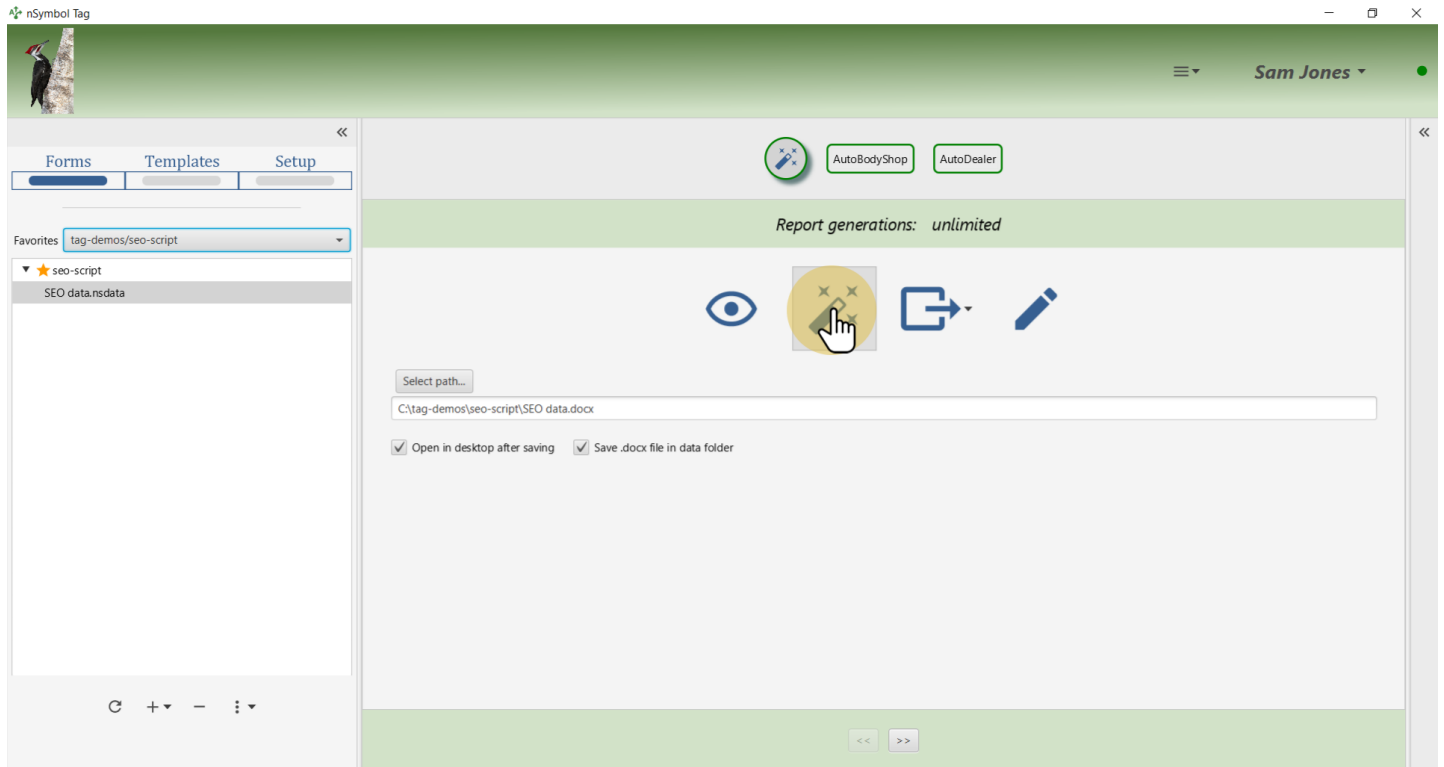 nSymbol Tag
Sam Jones
Forms Templates Setup
Favorites tag-demos/seo-script
seo-script
SEO data.nsdata
AutoBodyShop AutoDealer
Report generations: unlimited
Select path...
C:\tag-demos\seo-script\SEO data.docx
Open in desktop after saving Save .docx file in data folder
<< >>